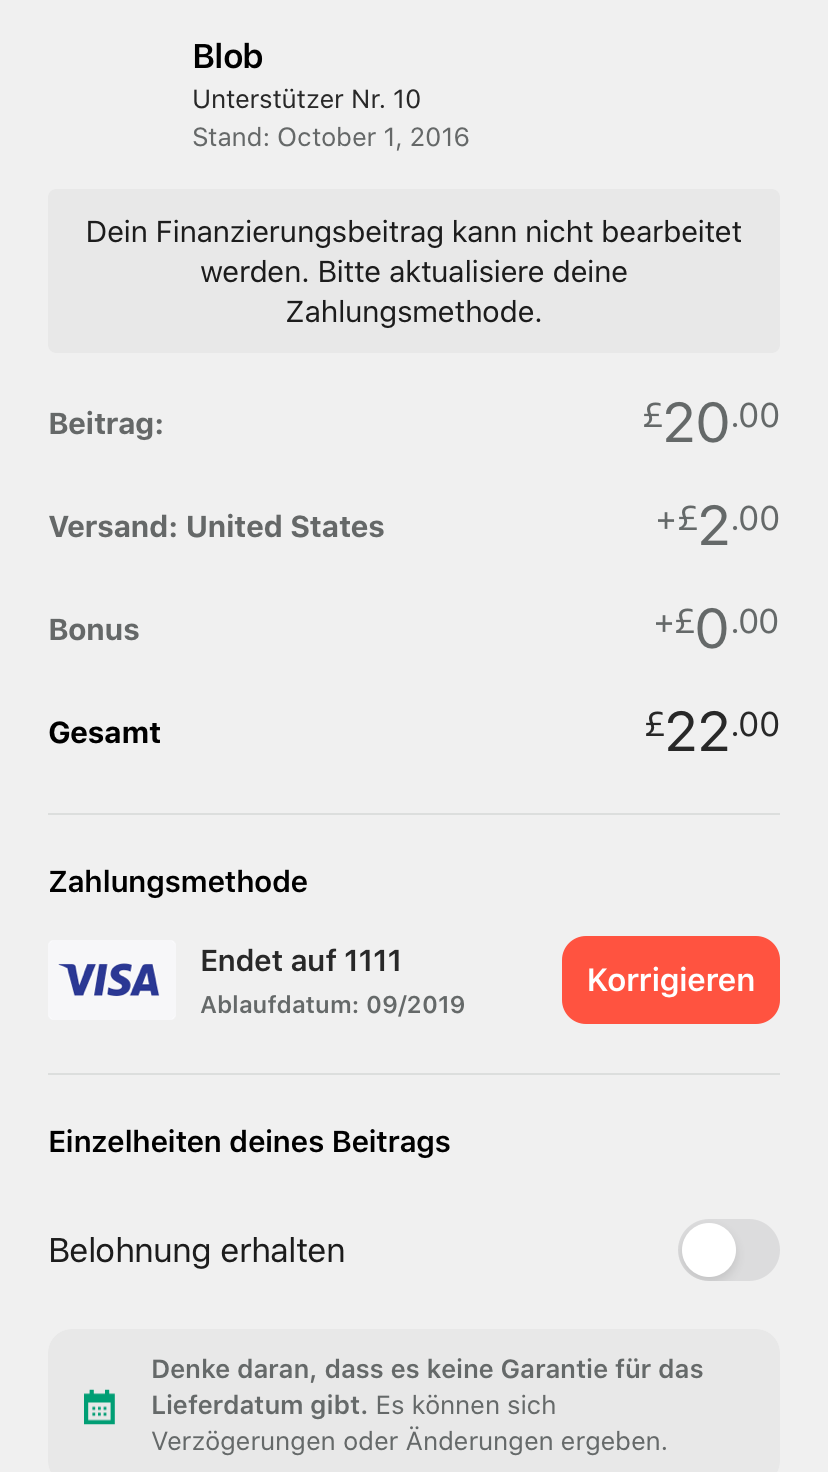 Blob
Unterstützer Nr. 10
Stand: October 1, 2016
Dein Finanzierungsbeitrag kann nicht bearbeitet
werden. Bitte aktualisiere deine
Zahlungsmethode.
Beitrag: £20.00
Versand: United States +£2.00
Bonus +£0.00
Gesamt £22.00
Zahlungsmethode
VISA
Endet auf 1111
Ablaufdatum: 09/2019
Korrigieren
Einzelheiten deines Beitrags
Belohnung erhalten
Denke daran, dass es keine Garantie für das
Lieferdatum gibt. Es können sich
Verzögerungen oder Änderungen ergeben.